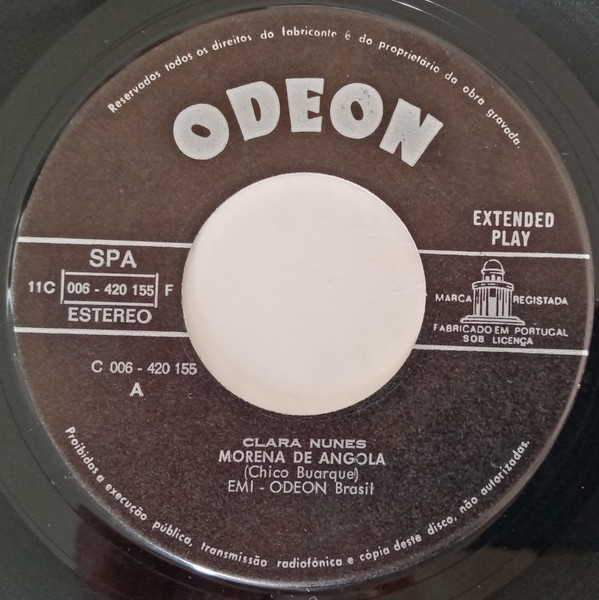 Reservados todos os direitos do fabricante é do proprietário da obra gravada.
ODEON
EXTENDED
PLAY
SPA
11C 006 - 420 155 F
ESTEREO
MARCA REGISTADA
FABRICADO EM PORTUGAL
SOB LICENÇA
C 006 - 420 155
A
CLARA NUNES
MORENA DE ANGOLA
(Chico Buarque)
EMI - ODEON Brasil
Proibidas a execução pública, transmissão radiofónica e cópia deste disco, não autorizadas.